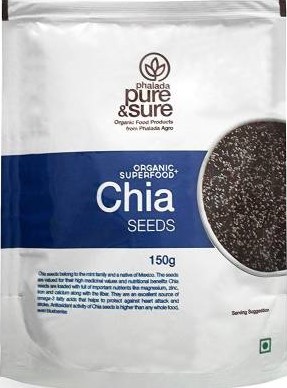 phalada
pure
&sure
Organic Food Products
from Phalada Agro
ORGANIC
SUPERFOOD+
Chia
SEEDS
150g
Chia seeds belong to the mint family and a native of Mexico. The seeds
are valued for their high medicinal values and nutritional benefits Chia
seeds are loaded with full of important nutrients like magnesium, zinc,
iron and calcium along with the fiber. They are an excellent source of
omega-3 fatty acids that helps to protect against heart attack and
strokes. Antioxidant activity of Chia seeds is higher than any whole food,
even blueberries
Serving Suggestion